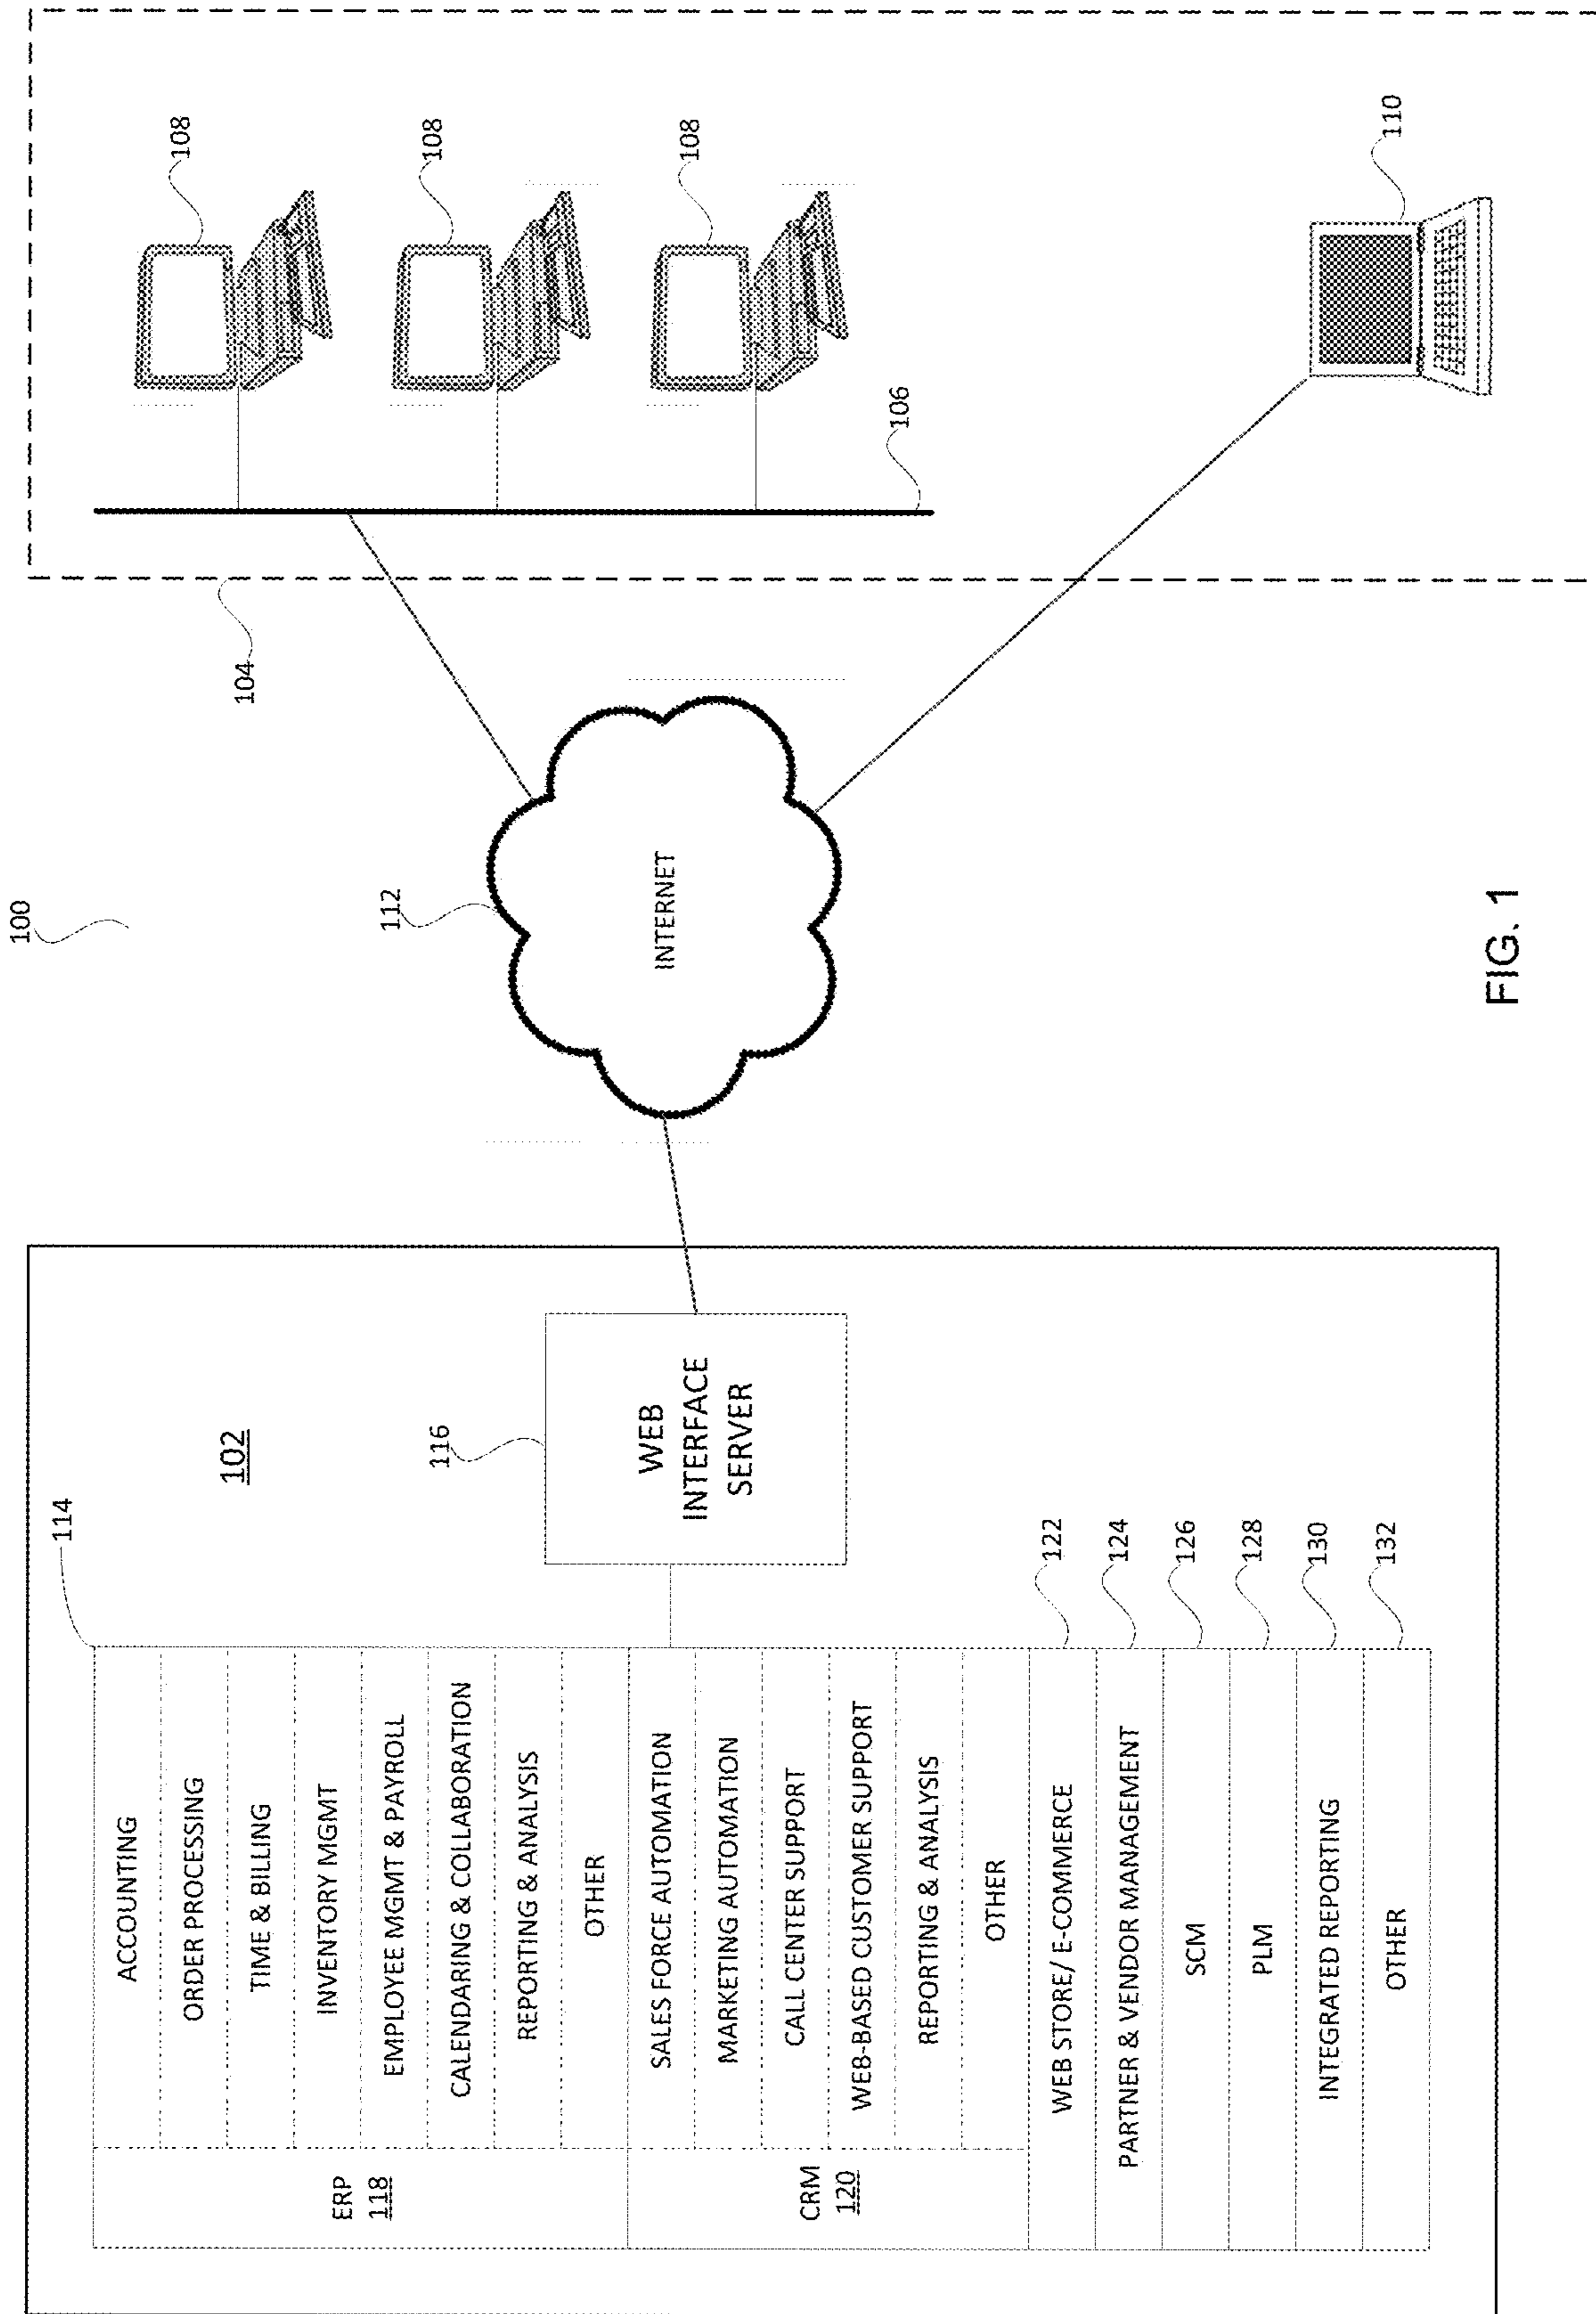 100
102
114
ERP
118
ACCOUNTING
ORDER PROCESSING
TIME & BILLING
INVENTORY MGMT
EMPLOYEE MGMT & PAYROLL
CALENDARING & COLLABORATION
REPORTING & ANALYSIS
OTHER
CRM
120
SALES FORCE AUTOMATION
MARKETING AUTOMATION
CALL CENTER SUPPORT
WEB-BASED CUSTOMER SUPPORT
REPORTING & ANALYSIS
OTHER
WEB STORE/ E-COMMERCE
122
PARTNER & VENDOR MANAGEMENT
124
SCM
126
PLM
128
INTEGRATED REPORTING
130
OTHER
132
116
WEB
INTERFACE
SERVER
112
INTERNET
104
108
108
108
106
110
FIG. 1